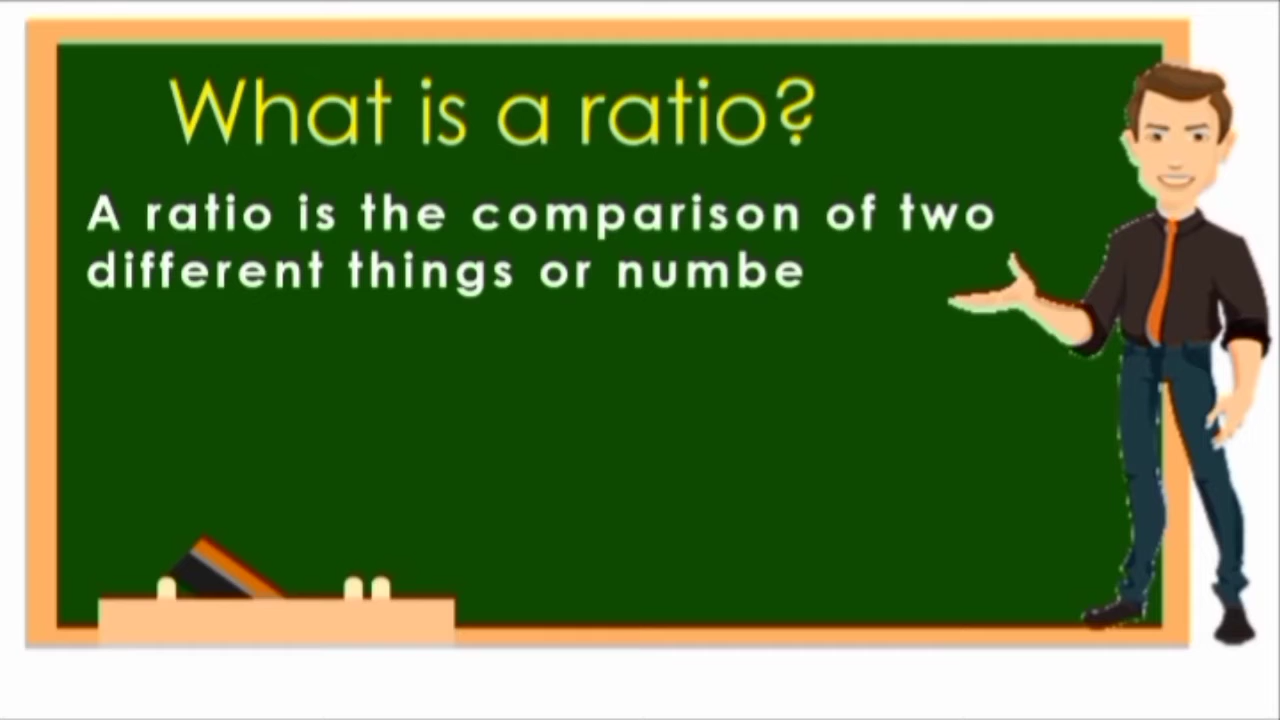 What is a ratio?
A ratio is the comparison of two
different things or numbe